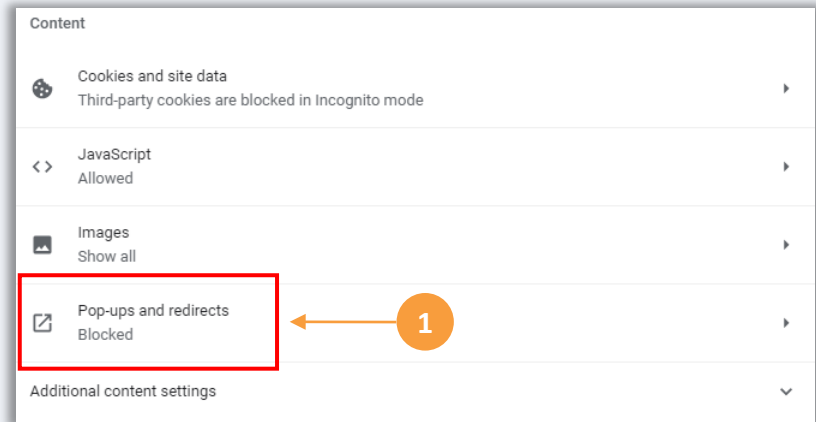 Content
Cookies and site data
Third-party cookies are blocked in Incognito mode
JavaScript
Allowed
Images
Show all
Pop-ups and redirects
Blocked
1
Additional content settings